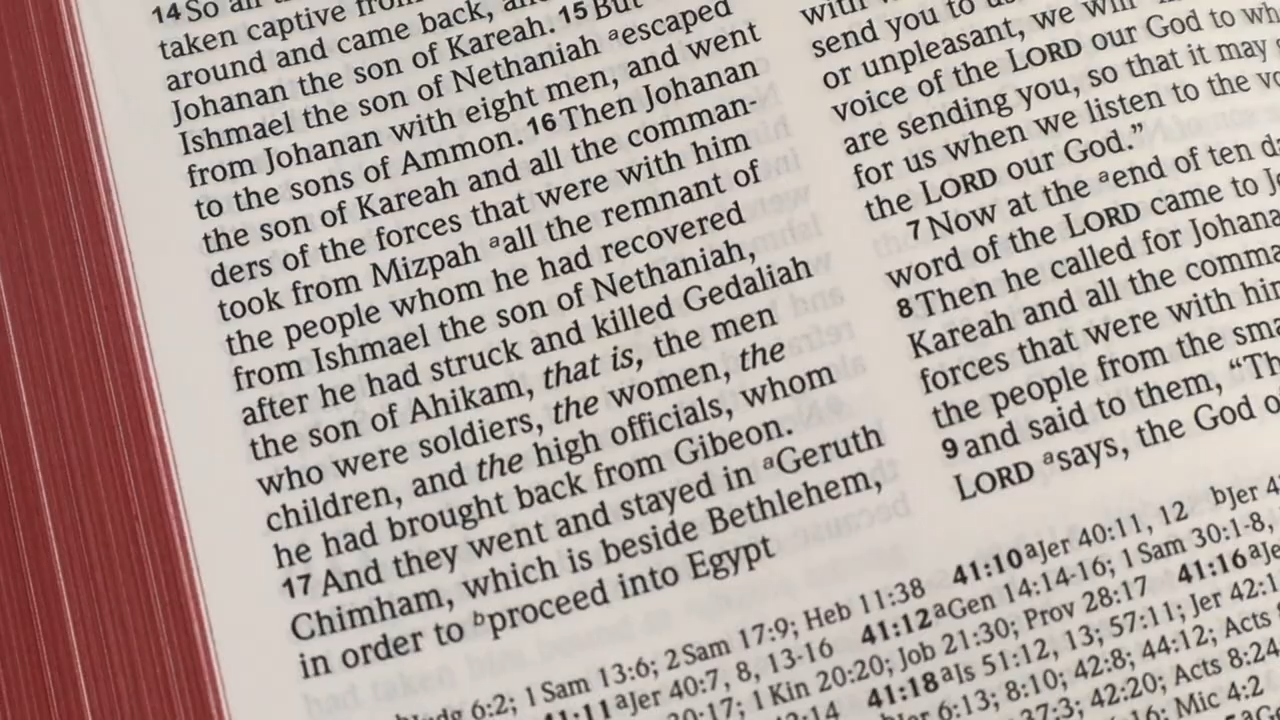 14 So all
taken captive from
around and came back, and
Johanan the son of Kareah. 15 But
Ishmael the son of Nethaniah ᵃescaped
from Johanan with eight men, and went
to the sons of Ammon. 16 Then Johanan
the son of Kareah and all the comman-
ders of the forces that were with him
took from Mizpah ᵃall the remnant of
the people whom he had recovered
from Ishmael the son of Nethaniah,
after he had struck and killed Gedaliah
the son of Ahikam, that is, the men
who were soldiers, the women, the
children, and the high officials, whom
he had brought back from Gibeon.
17 And they went and stayed in ᵃGeruth
Chimham, which is beside Bethlehem,
in order to ᵇproceed into Egypt
with
send you to
or unpleasant, we will
voice of the LORD our God to
are sending you, so that it may
for us when we listen to the
the LORD our God.”
7 Now at the ᵃend of ten
word of the LORD came to
8 Then he called for
Kareah and all the
forces that were with
the people from the
9 and said to them,
LORD ᵃsays, the God
6:2; 1 Sam 13:6; 2 Sam 17:9; Heb 11:38 41:10 ᵃJer 40:11, 12 ᵇJer
41:11 ᵃJer 40:7, 8, 13-16 41:12 ᵃGen 14:14-16; 1 Sam 30:1-8,
1 Kin 20:20; Job 21:30; Prov 28:17 41:16
41:18 ᵃIs 51:12, 13; 57:11; Jer 42:1
6:13; 8:10; 42:8; 44:12; Acts
42:20; Acts 8:24
Mic 4:2